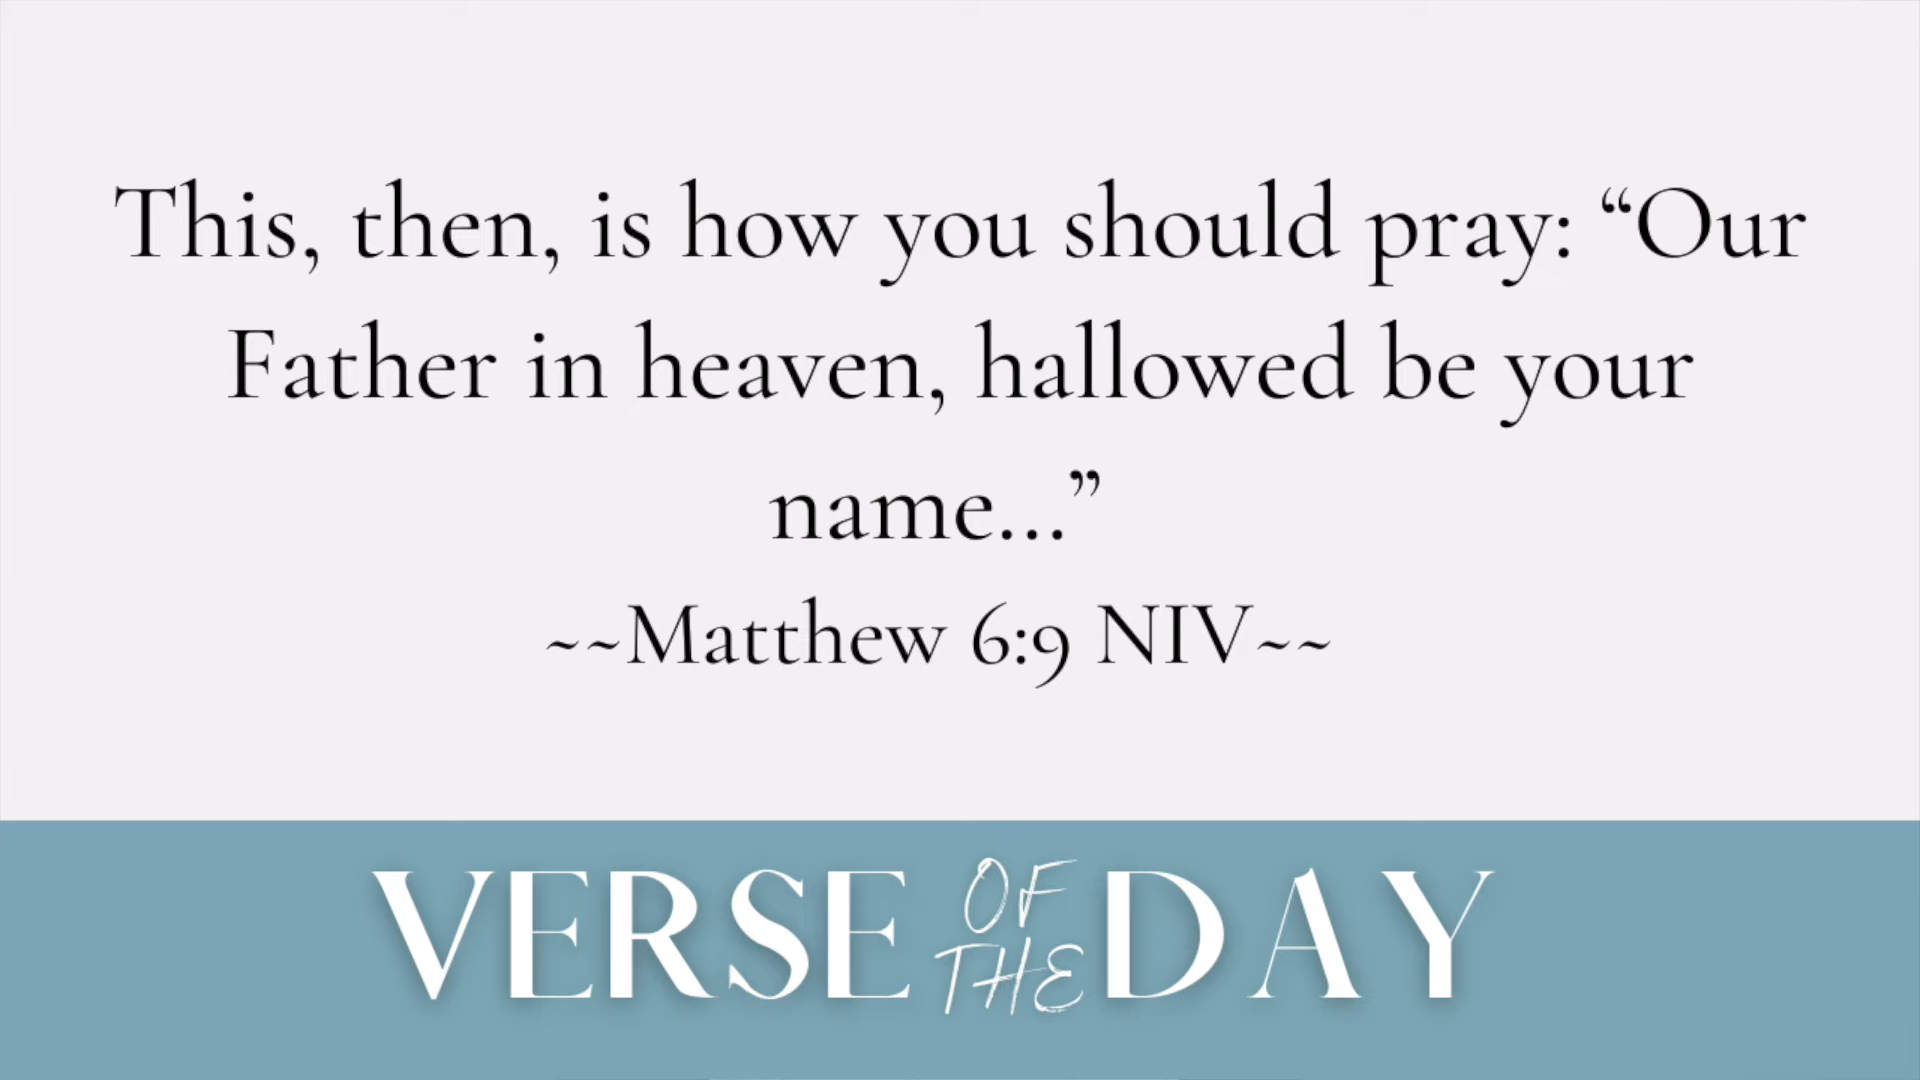 This, then, is how you should pray: “Our
Father in heaven, hallowed be your
name...”
~~Matthew 6:9 NIV~~
VERSE OF THE DAY